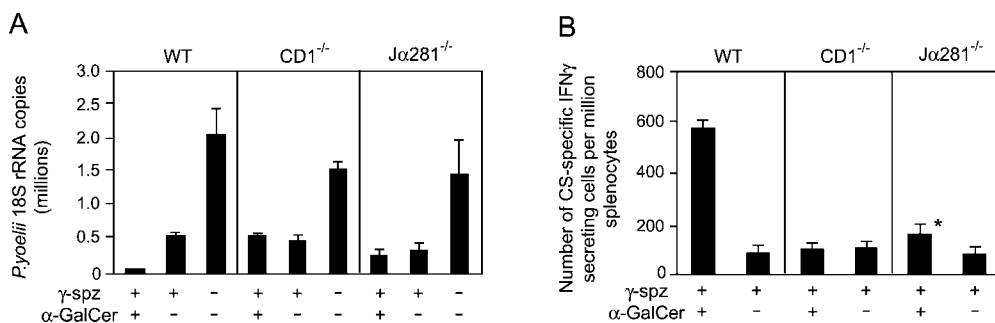 A
WT CD1-/- Jα281-/-
P.yoelii 18S rRNA copies
(millions)
3.0
2.5
2.0
1.5
1.0
0.5
0
γ-spz + + - + + - + + -
α-GalCer + - - + - - + - -
B
WT CD1-/- Jα281-/-
Number of CS-specific IFNγ
secreting cells per million
splenocytes
800
600
400
200
0
*
γ-spz + + + + + +
α-GalCer + - + - + -